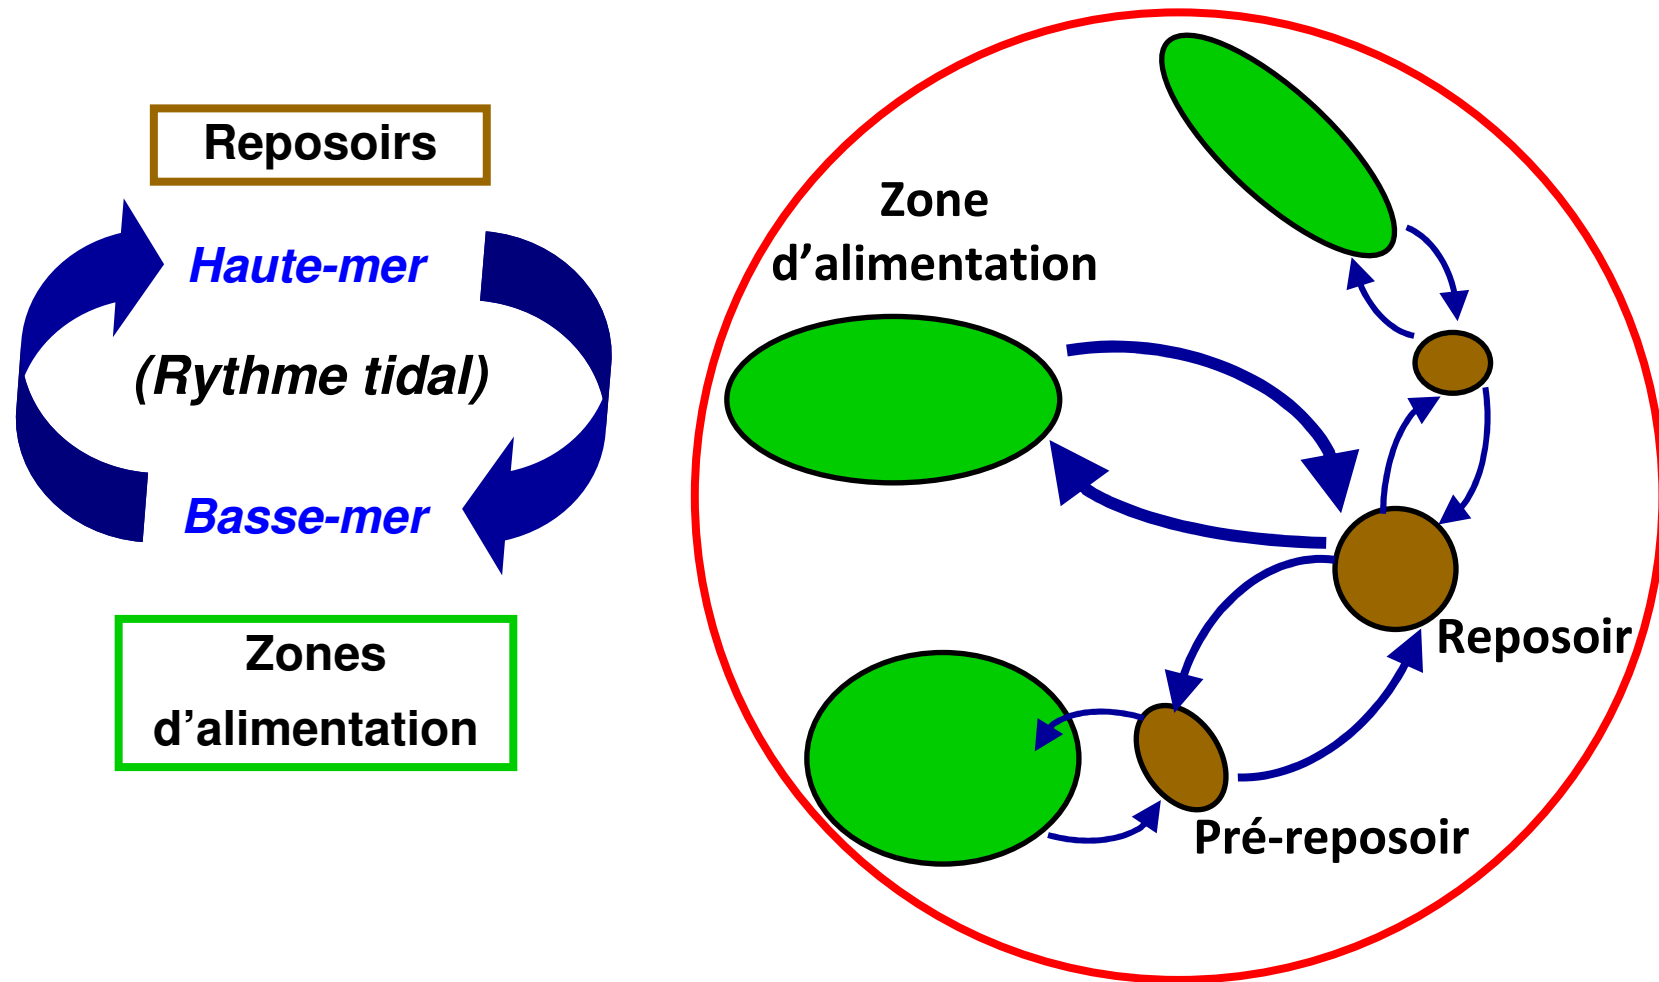 Reposoirs
Haute-mer
(Rythme tidal)
Basse-mer
Zones
d’alimentation
Zone
d’alimentation
Reposoir
Pré-reposoir